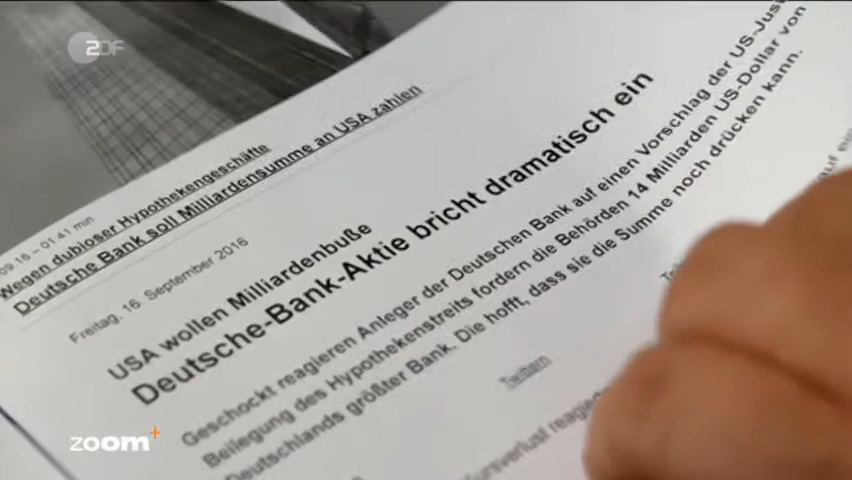 ZDF
09 16 – 01:41 min
Wegen dubioser Hypothekengeschäfte
Deutsche Bank soll Milliardensumme an USA zahlen
Freitag, 16. September 2016
USA wollen Milliardenbuße
Deutsche-Bank-Aktie bricht dramatisch ein
Geschockt reagieren Anleger der Deutschen Bank auf einen Vorschlag der US-Jus
Beilegung des Hypothekenstreits fordern die Behörden 14 Milliarden US-Dollar von
Deutschlands größter Bank. Die hofft, dass sie die Summe noch drücken kann.
Twittern
zoom+